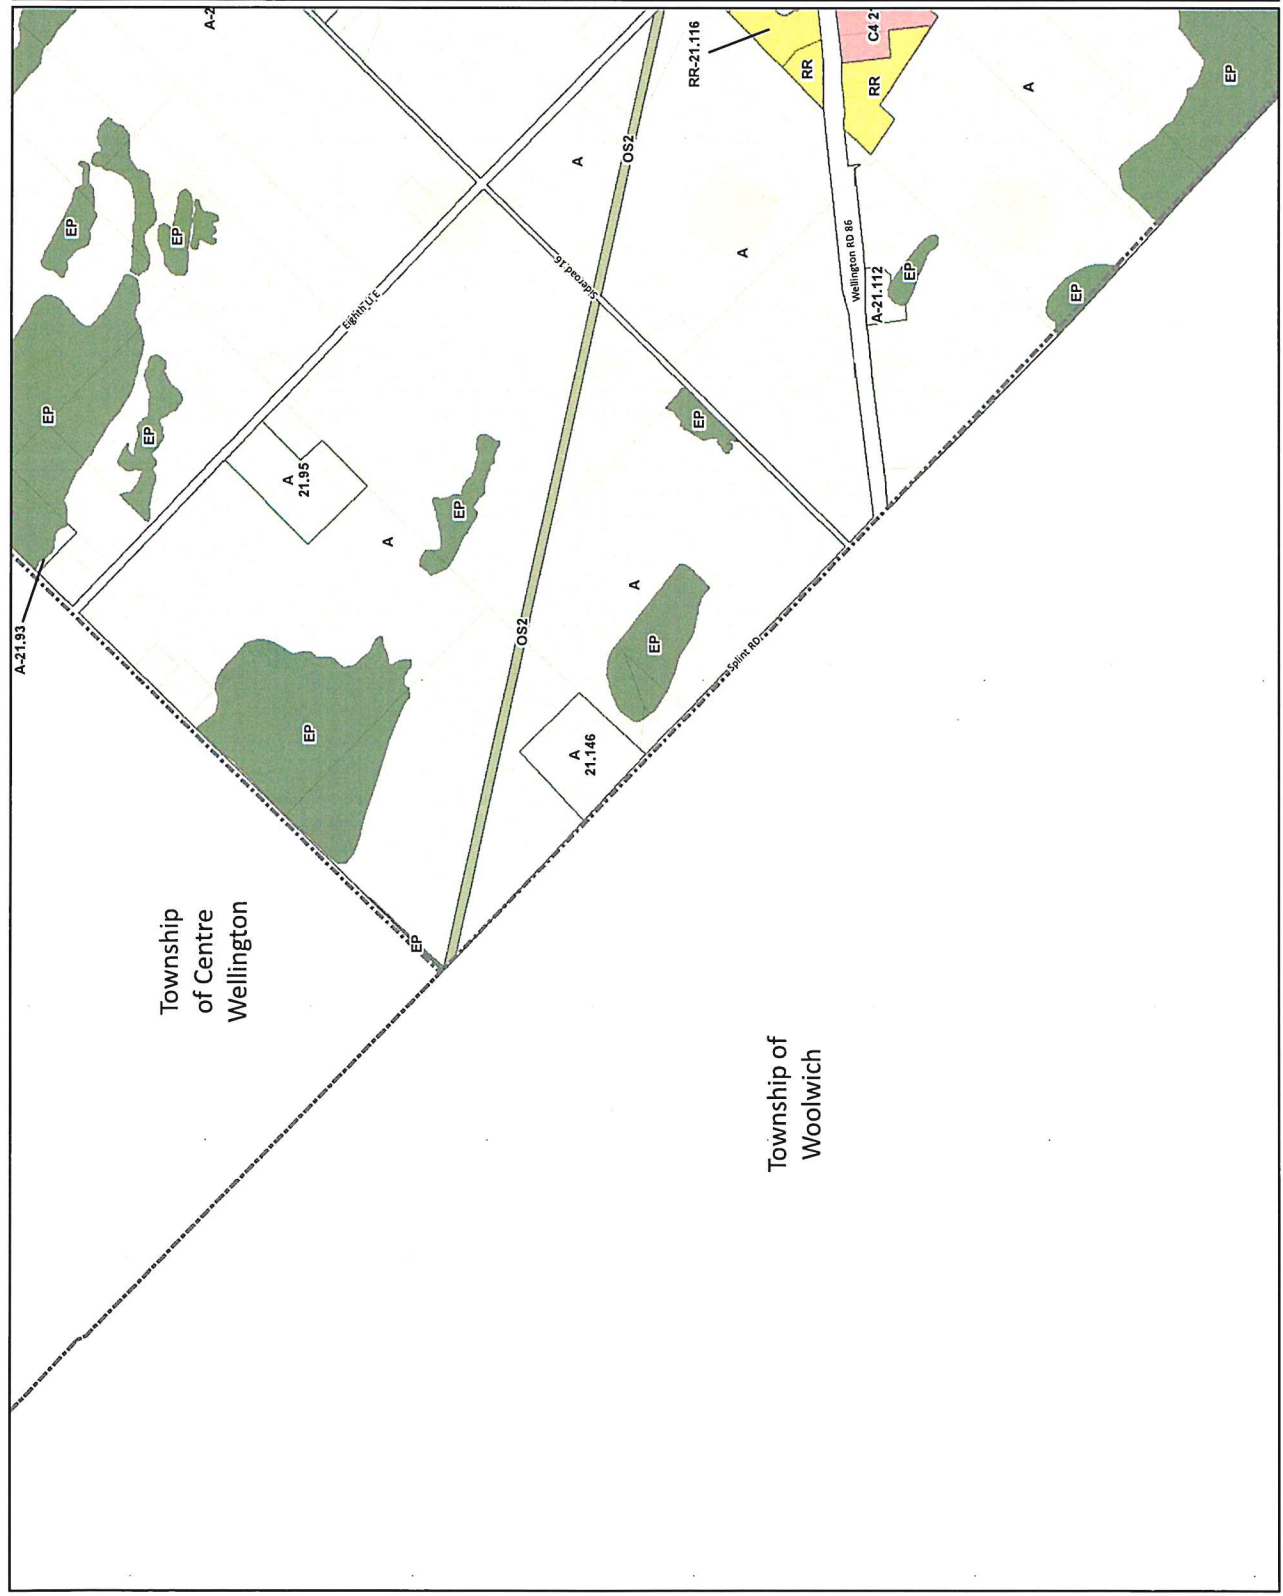 A-2
RR-21.116
C4 2
RR
RR
EP
A
EP
EP
A
OS2
A
Sideroad 16
Wellington RD 86
A-21.112
EP
EP
Eighth LI E
EP
EP
EP
A
21.95
EP
A
A-21.93
OS2
A
EP
Splint RD
EP
A
21.146
EP
Township
of Centre
Wellington
Township of
Woolwich